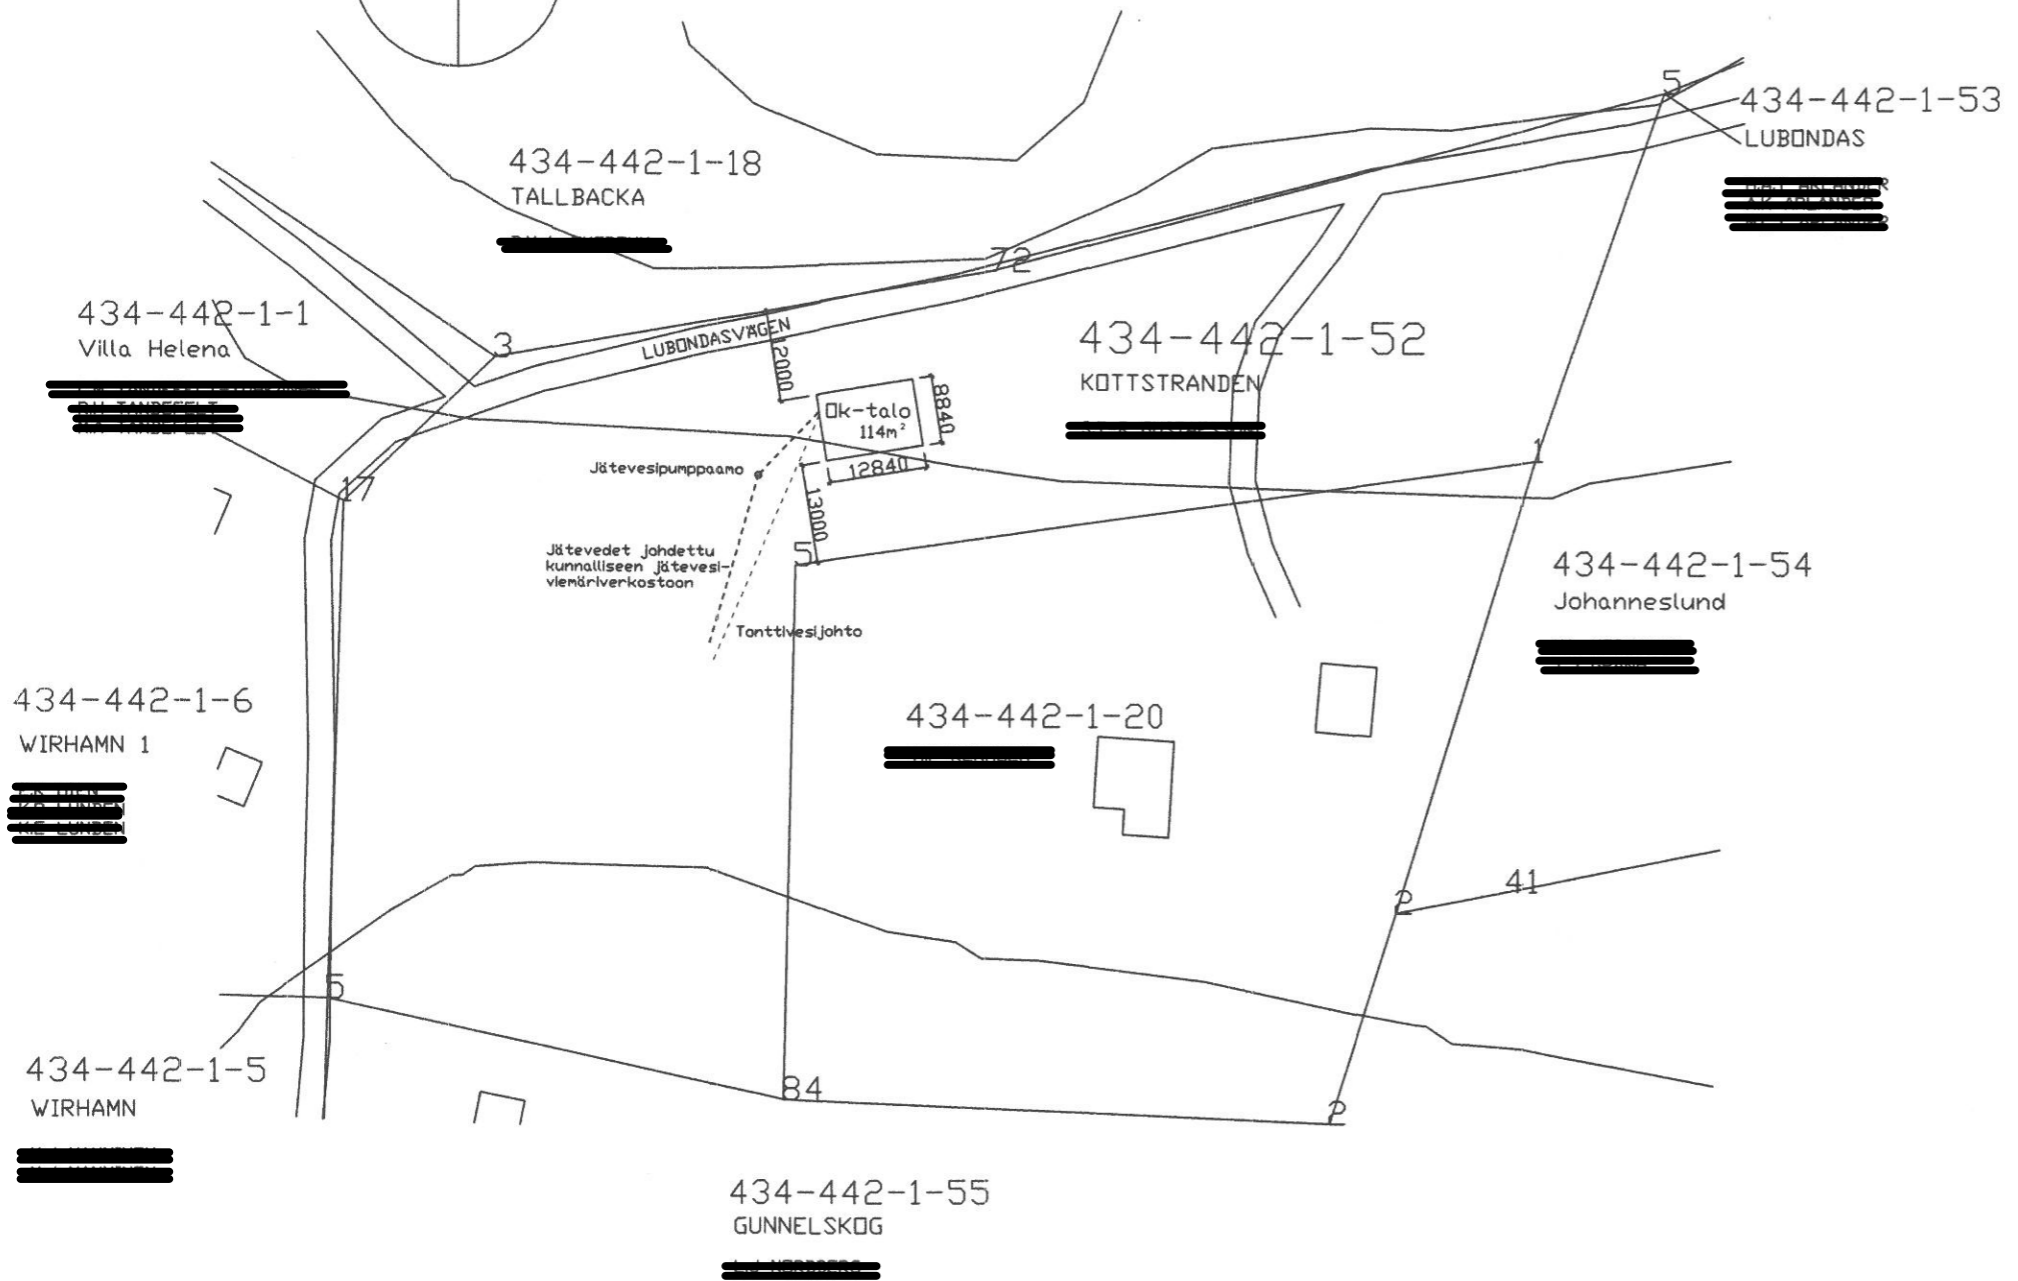 5
434-442-1-53
LUBONDAS
434-442-1-18
TALLBACKA
72
434-442-1-1
Villa Helena
3
LUBONDASVÄGEN
12000
434-442-1-52
KOTTSTRANDEN
Ok-talo
114m²
8840
12840
13000
Jätevesipumppaamo
1
17
5
Jätevedet johdettu
kunnalliseen jätevesi-
viemäriverkostoon
Tonttivesijohto
434-442-1-54
Johanneslund
434-442-1-6
WIRHAMN 1
434-442-1-20
41
2
5
434-442-1-5
WIRHAMN
84
2
434-442-1-55
GUNNELSKOG